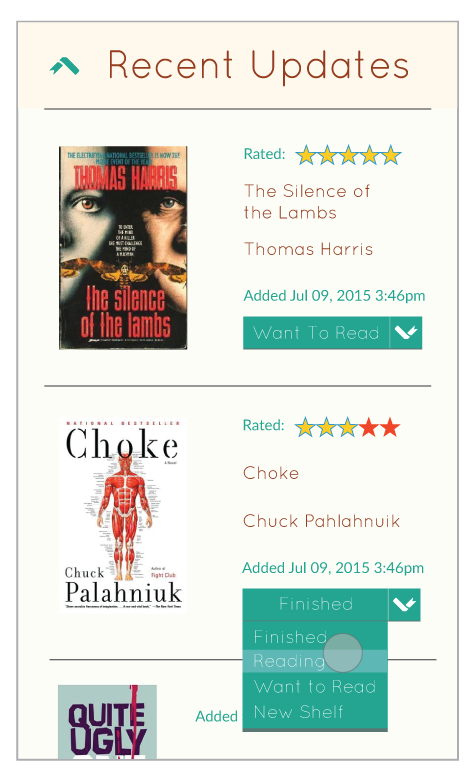 Recent Updates
THE ELECTRIFYING NATIONAL BESTSELLER IS NOW THE
THOMAS HARRIS
TO ENTER
THE MIND
OF A KILLER
SHE MUST CHALLENGE
THE MIND OF
A MADMAN
the silence
of the lambs
Rated:
The Silence of
the Lambs
Thomas Harris
Added Jul 09, 2015 3:46pm
Want To Read
NATIONAL BESTSELLER
Choke
A Novel
Author of
Fight Club
Chuck
Palahniuk
Rated:
Choke
Chuck Pahlahnuik
Added Jul 09, 2015 3:46pm
Finished
Finished
Reading
Want to Read
New Shelf
QUITE
UGLY
Added